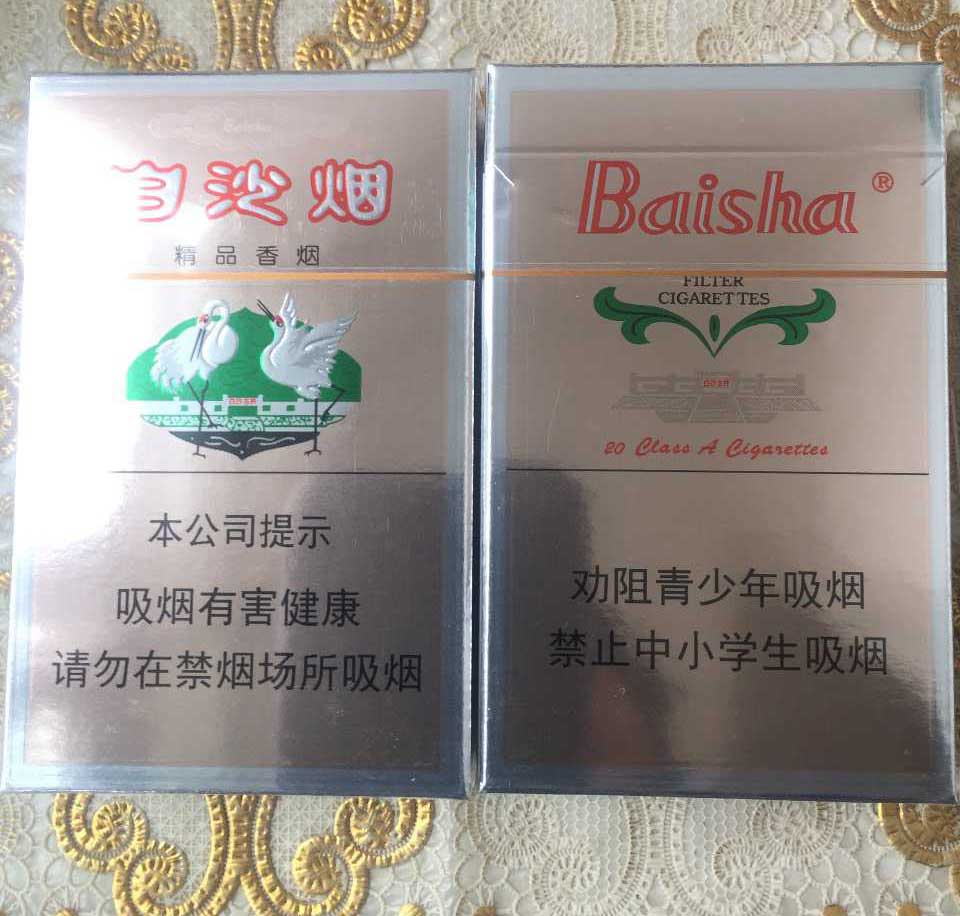 Baisha
白沙烟
精品香烟
本公司提示
吸烟有害健康
请勿在禁烟场所吸烟
Baisha®
FILTER
CIGARETTES
20 Class A Cigarettes
劝阻青少年吸烟
禁止中小学生吸烟